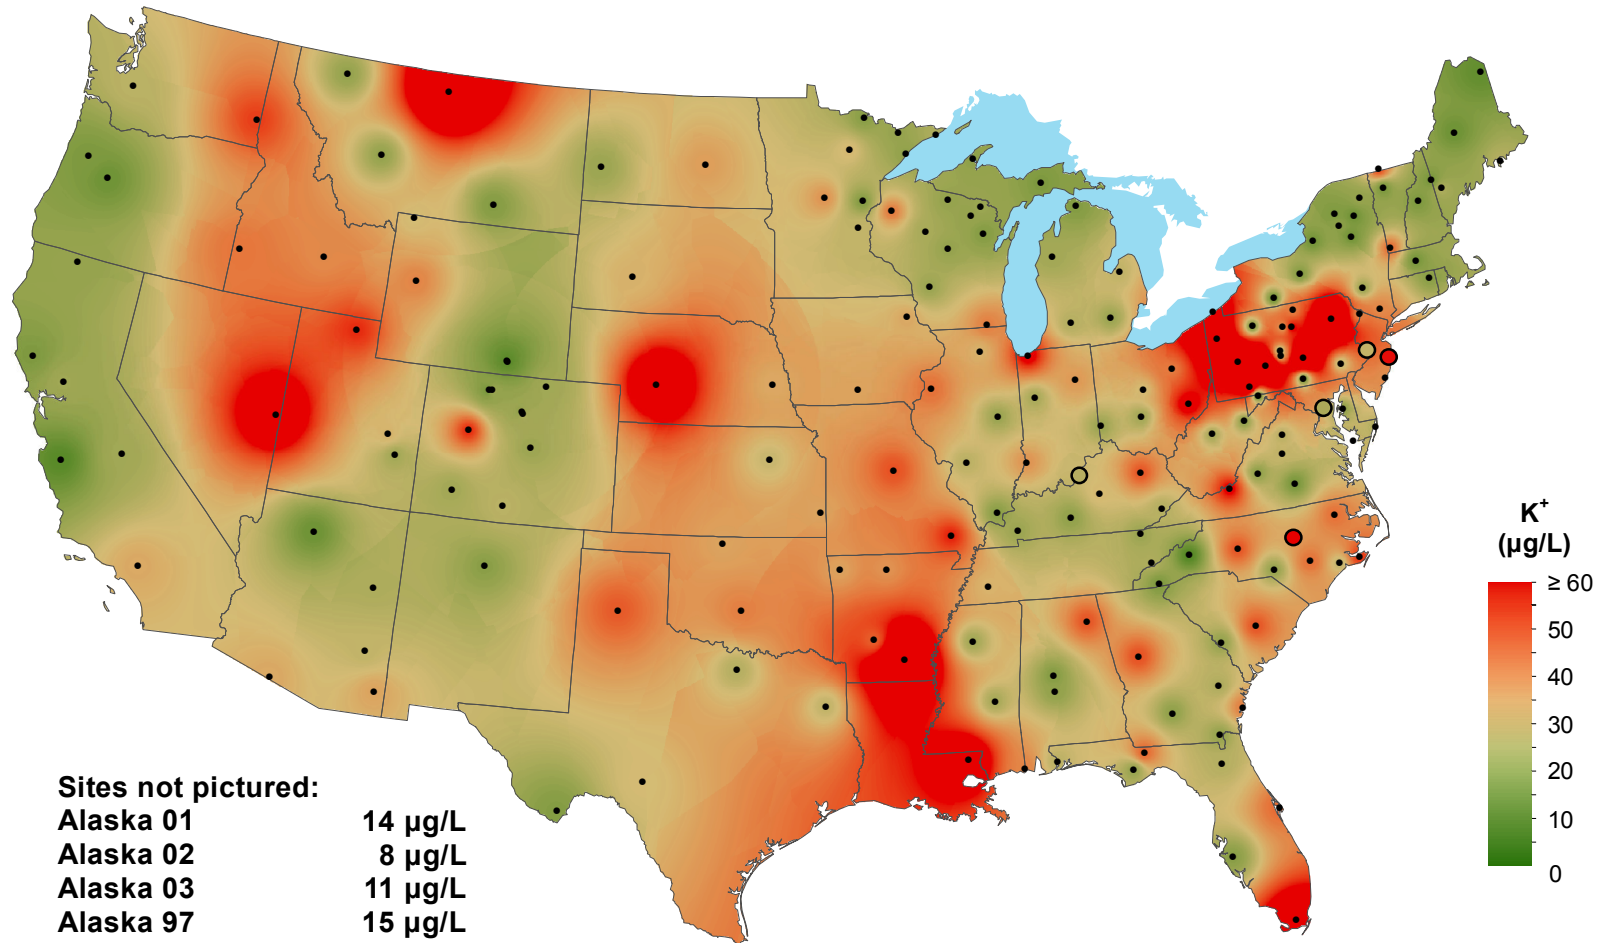 K+
(µg/L)
≥ 60
50
40
30
20
10
0
Sites not pictured:
Alaska 01 14 µg/L
Alaska 02 8 µg/L
Alaska 03 11 µg/L
Alaska 97 15 µg/L